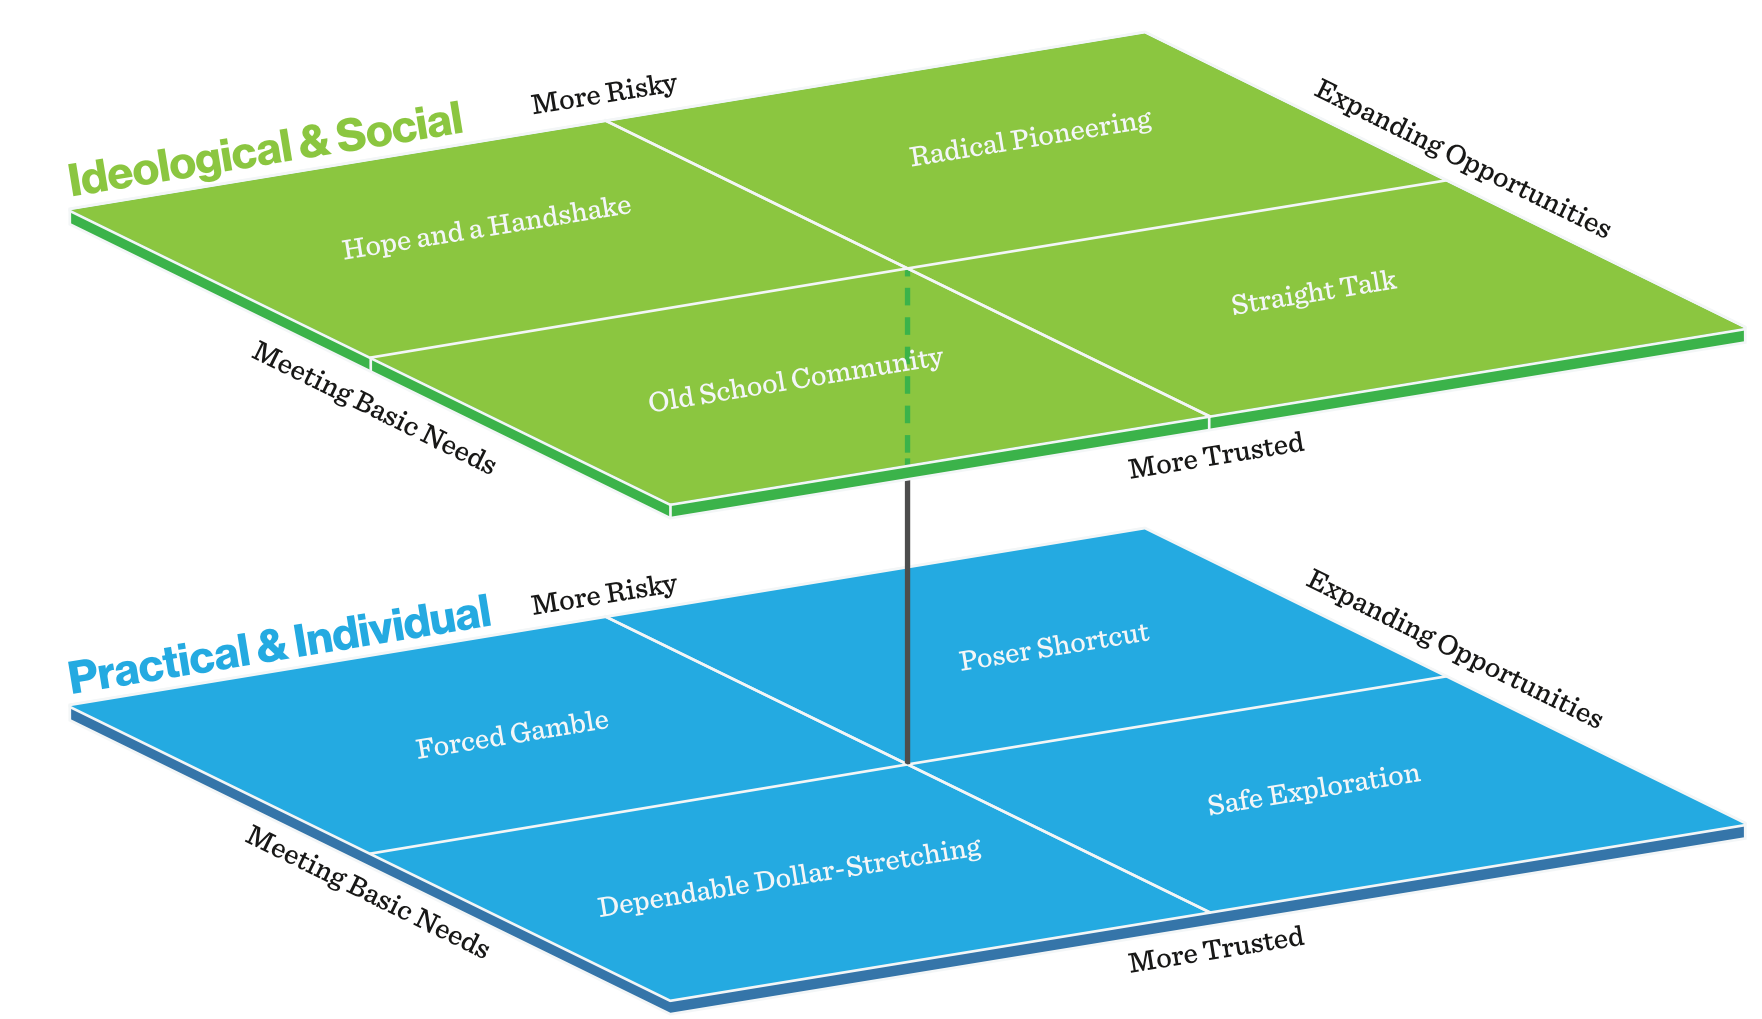 Ideological & Social
More Risky
Expanding Opportunities
Radical Pioneering
Hope and a Handshake
Straight Talk
Old School Community
Meeting Basic Needs
More Trusted
Practical & Individual
More Risky
Expanding Opportunities
Poser Shortcut
Forced Gamble
Safe Exploration
Dependable Dollar-Stretching
Meeting Basic Needs
More Trusted